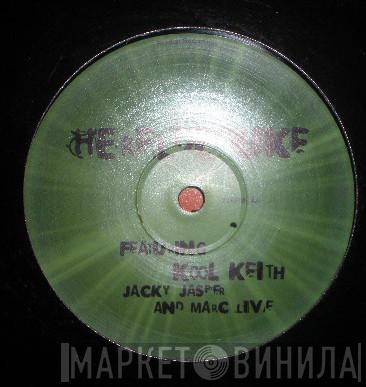 FEATURING
KOOL KEITH
JACKY JASPER
AND MARC LIVE
МАРКЕТ ВИНИЛА